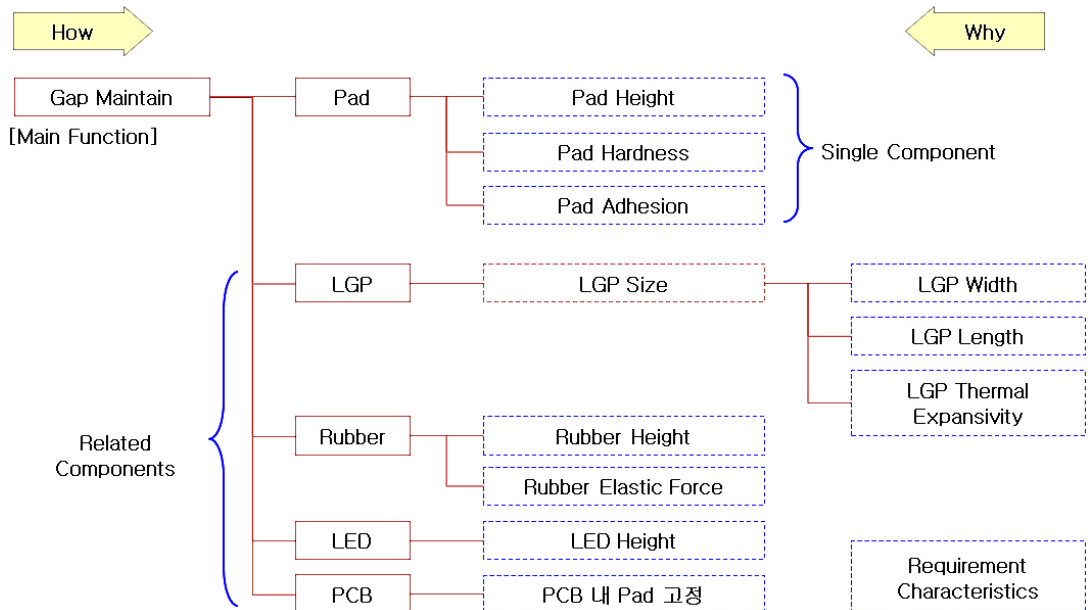 How
Why
Gap Maintain
[Main Function]
Pad
Pad Height
Pad Hardness
Pad Adhesion
Single Component
LGP
LGP Size
LGP Width
LGP Length
LGP Thermal
Expansivity
Related
Components
Rubber
Rubber Height
Rubber Elastic Force
LED
LED Height
PCB
PCB 내 Pad 고정
Requirement
Characteristics